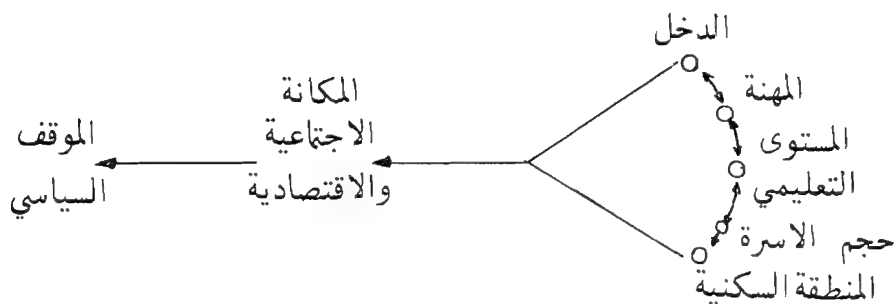 الدخل
المهنة
المستوى
التعليمي
حجم الاسرة
المنطقة السكنية
المكانة
الاجتماعية
والاقتصادية
الموقف
السياسي